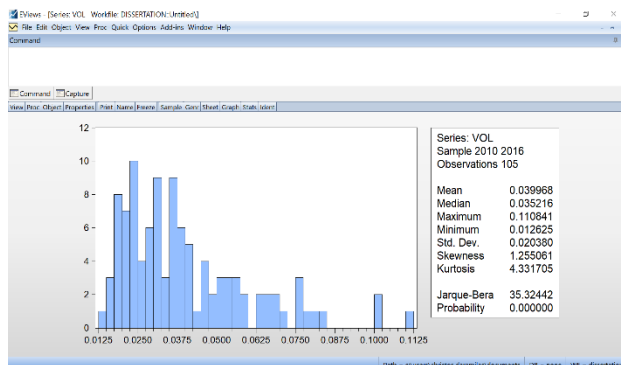 EViews - [Series: VOL Workfile: DISSERTATION::Untitled\]
File Edit Object View Proc Quick Options Add-ins Window Help
Command
Command Capture
View Proc Object Properties Print Name Freeze Sample Genr Sheet Graph Stats Ident
12
10
8
6
4
2
0
0.0125 0.0250 0.0375 0.0500 0.0625 0.0750 0.0875 0.1000 0.1125
Series: VOL
Sample 2010 2016
Observations 105
Mean 0.039968
Median 0.035216
Maximum 0.110841
Minimum 0.012625
Std. Dev. 0.020380
Skewness 1.255061
Kurtosis 4.331705
Jarque-Bera 35.32442
Probability 0.000000